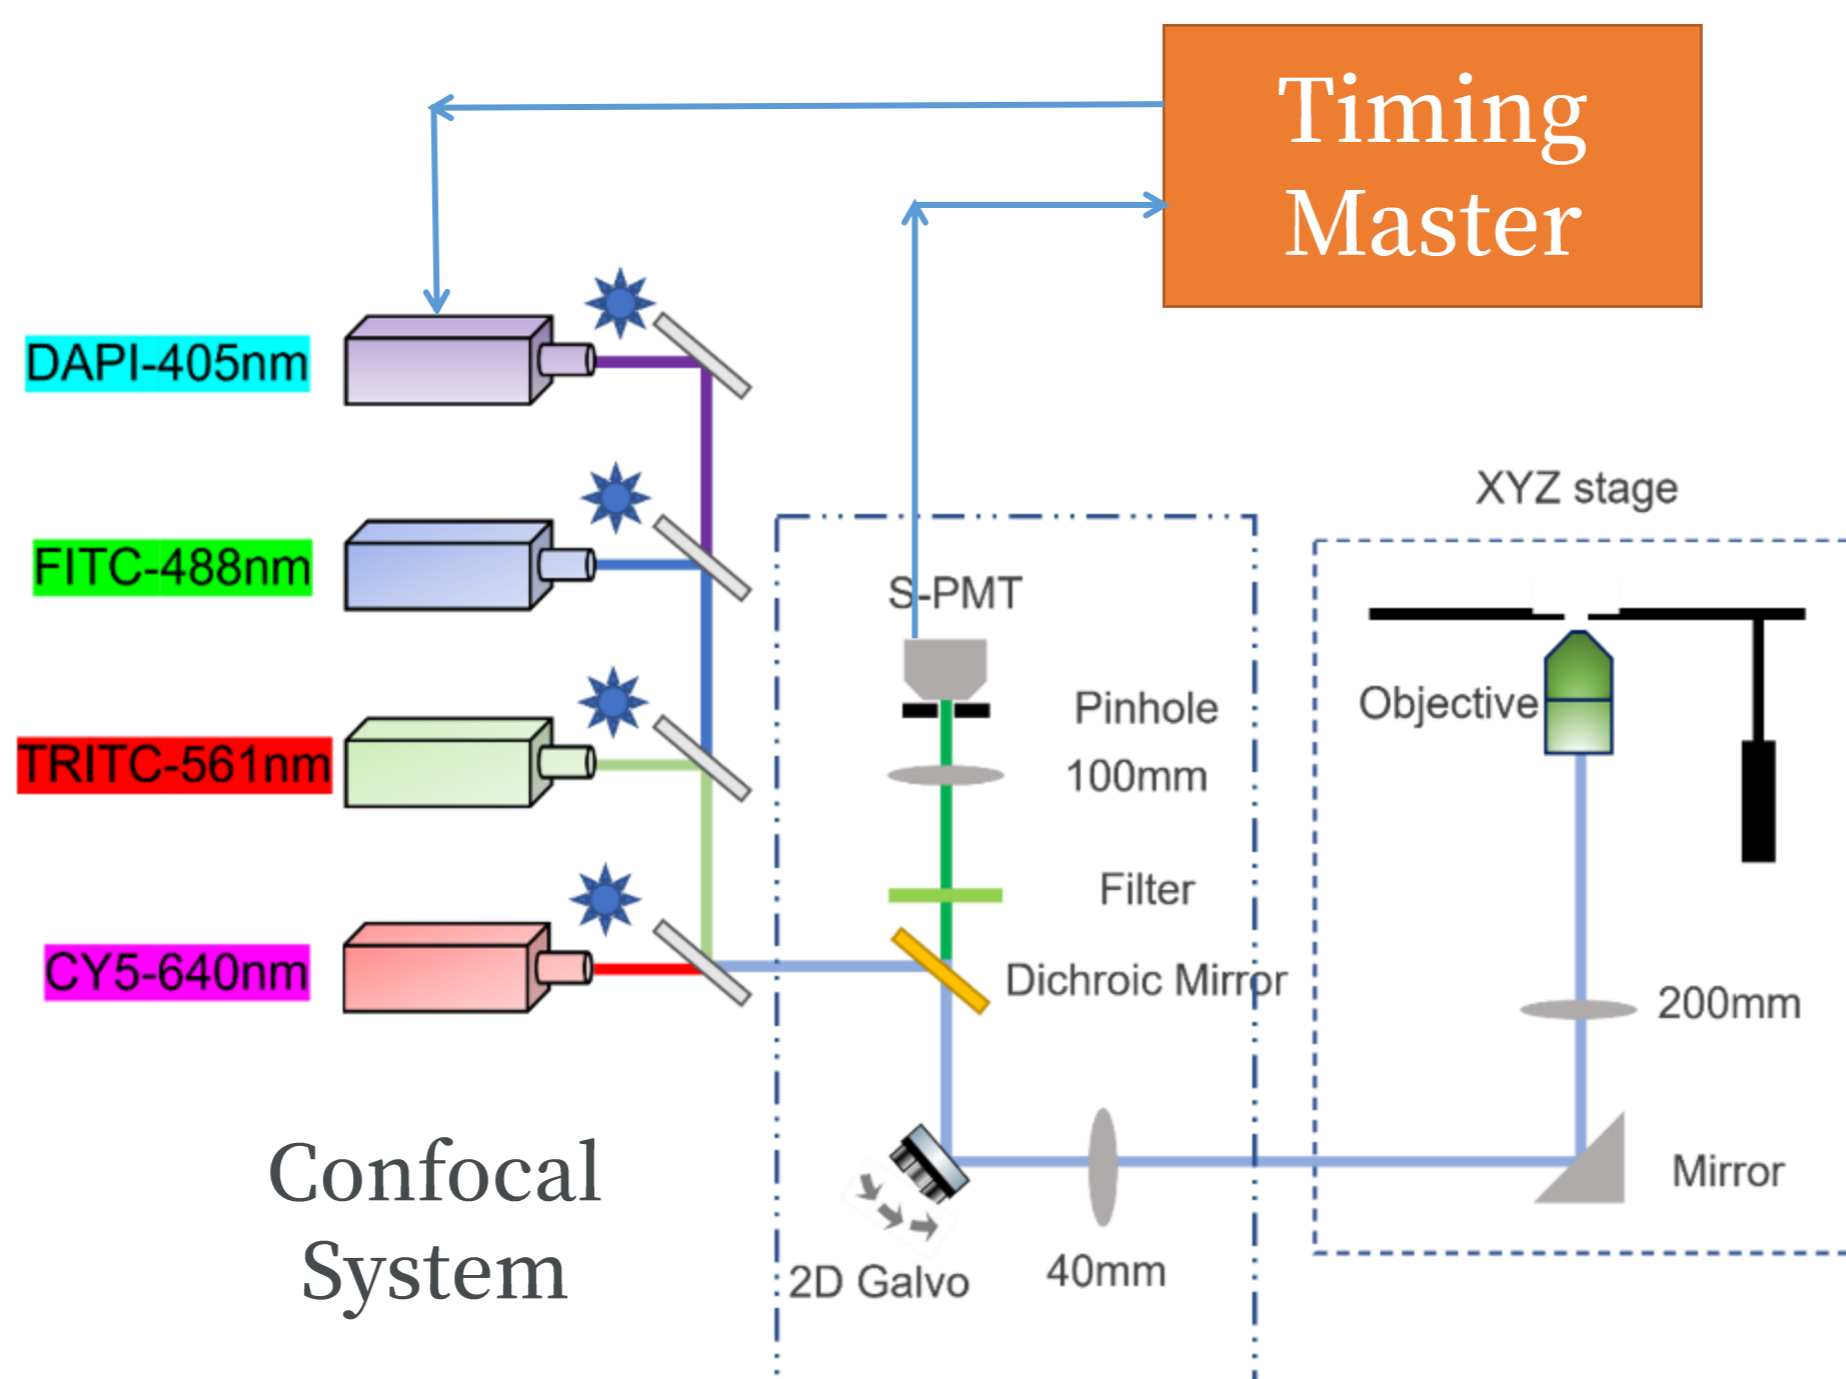 Timing
Master
DAPI-405nm
FITC-488nm
TRITC-561nm
CY5-640nm
S-PMT
Pinhole
100mm
Filter
Dichroic Mirror
2D Galvo
40mm
XYZ stage
Objective
200mm
Mirror
Confocal
System